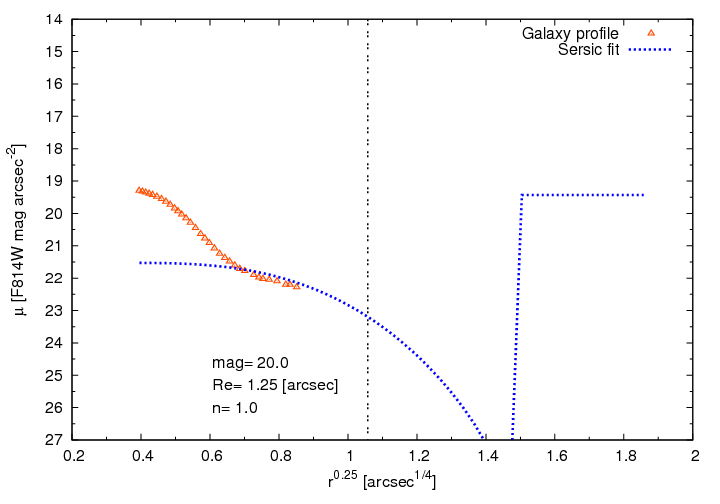 14
15
16
17
18
19
20
21
22
23
24
25
26
27
0.2 0.4 0.6 0.8 1 1.2 1.4 1.6 1.8 2
μ [F814W mag arcsec^-2]
r^0.25 [arcsec^1/4]
Galaxy profile
Sersic fit
mag= 20.0
Re= 1.25 [arcsec]
n= 1.0